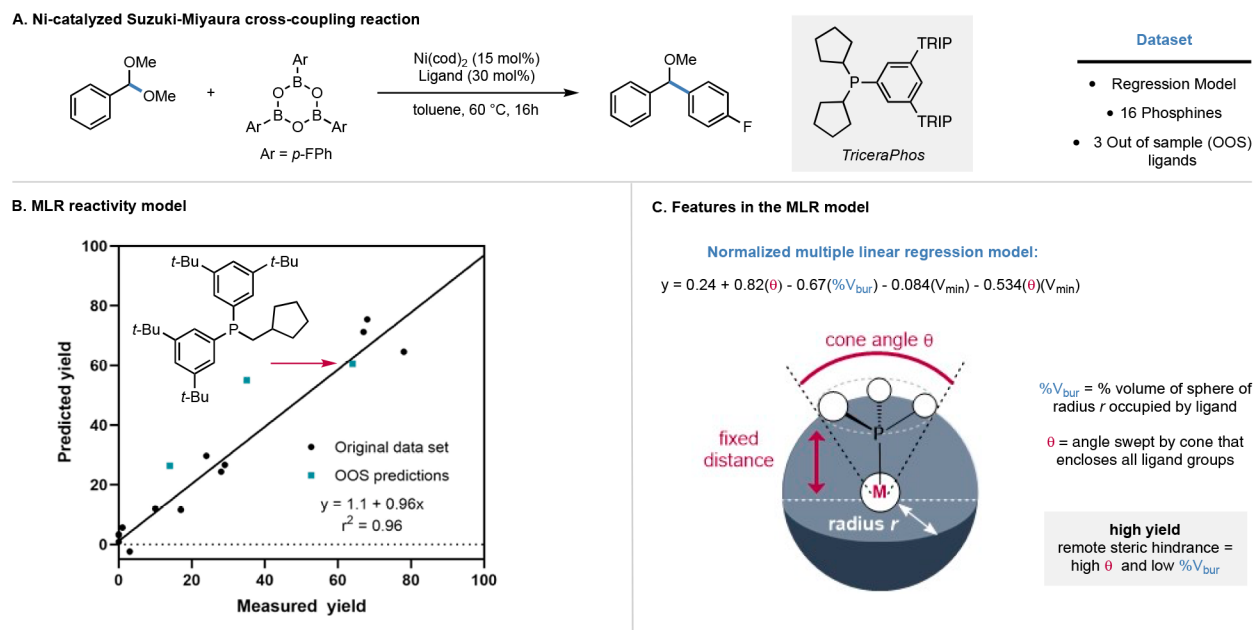 A. Ni-catalyzed Suzuki-Miyaura cross-coupling reaction
OMe
OMe
+
Ar
B
O
O
B
B
O
Ar
Ar
Ar = p-FPh
Ni(cod)2 (15 mol%)
Ligand (30 mol%)
toluene, 60 °C, 16h
OMe
F
TRIP
P
TRIP
TriceraPhos
Dataset
• Regression Model
• 16 Phosphines
• 3 Out of sample (OOS)
ligands
B. MLR reactivity model
Predicted yield
100
80
60
40
20
0
t-Bu
t-Bu
t-Bu
P
t-Bu
Original data set
OOS predictions
y = 1.1 + 0.96x
r² = 0.96
0
20
40
60
80
100
Measured yield
C. Features in the MLR model
Normalized multiple linear regression model:
y = 0.24 + 0.82(θ) - 0.67(%Vbur) - 0.084(Vmin) - 0.534(θ)(Vmin)
cone angle θ
P
fixed
distance
M
radius r
%Vbur = % volume of sphere of
radius r occupied by ligand
θ = angle swept by cone that
encloses all ligand groups
high yield
remote steric hindrance =
high θ and low %Vbur